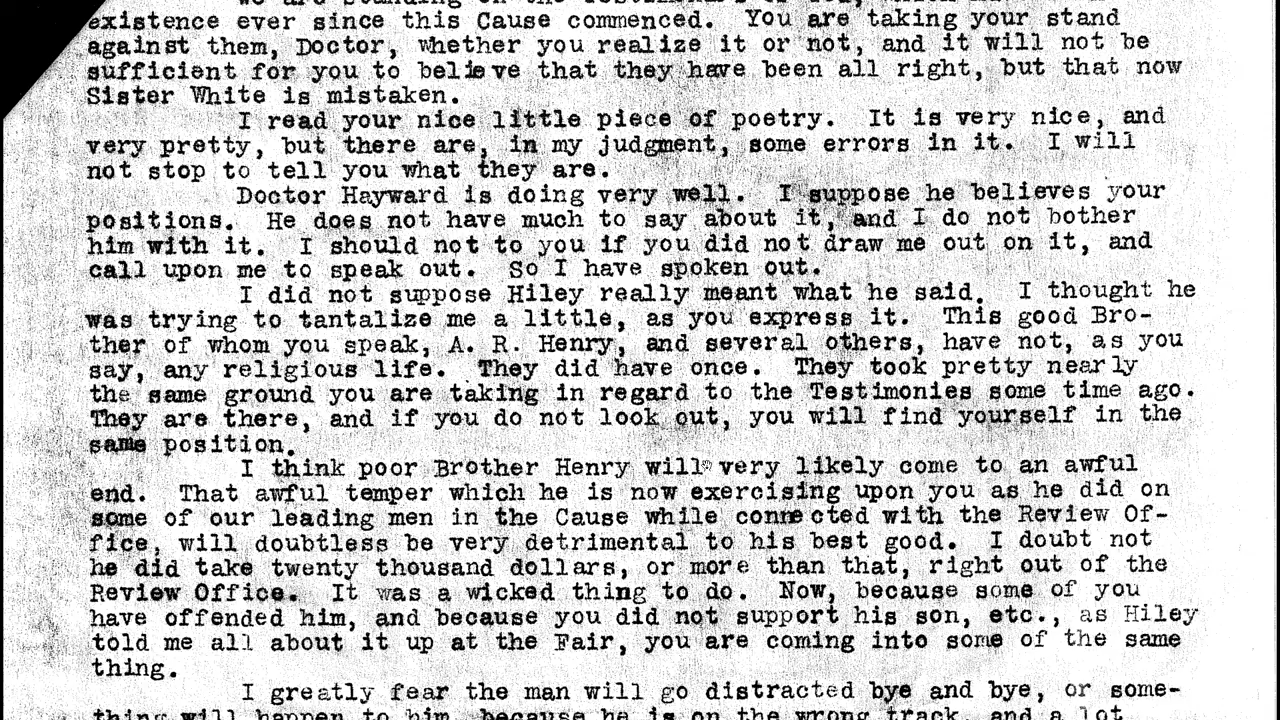 existence ever since this Cause commenced. You are taking your stand
against them, Doctor, whether you realize it or not, and it will not be
sufficient for you to believe that they have been all right, but that now
Sister White is mistaken.
I read your nice little piece of poetry. It is very nice, and
very pretty, but there are, in my judgment, some errors in it. I will
not stop to tell you what they are.
Doctor Hayward is doing very well. I suppose he believes your
positions. He does not have much to say about it, and I do not bother
him with it. I should not to you if you did not draw me out on it, and
call upon me to speak out. So I have spoken out.
I did not suppose Hiley really meant what he said. I thought he
was trying to tantalize me a little, as you express it. This good Bro-
ther of whom you speak, A. R. Henry, and several others, have not, as you
say, any religious life. They did have once. They took pretty nearly
the same ground you are taking in regard to the Testimonies some time ago.
They are there, and if you do not look out, you will find yourself in the
same position.
I think poor Brother Henry will very likely come to an awful
end. That awful temper which he is now exercising upon you as he did on
some of our leading men in the Cause while connected with the Review Of-
fice, will doubtless be very detrimental to his best good. I doubt not
he did take twenty thousand dollars, or more than that, right out of the
Review Office. It was a wicked thing to do. Now, because some of you
have offended him, and because you did not support his son, etc., as Hiley
told me all about it up at the Fair, you are coming into some of the same
thing.
I greatly fear the man will go distracted bye and bye, or some-
thing will happen to him, because he is on the wrong track, and a lot